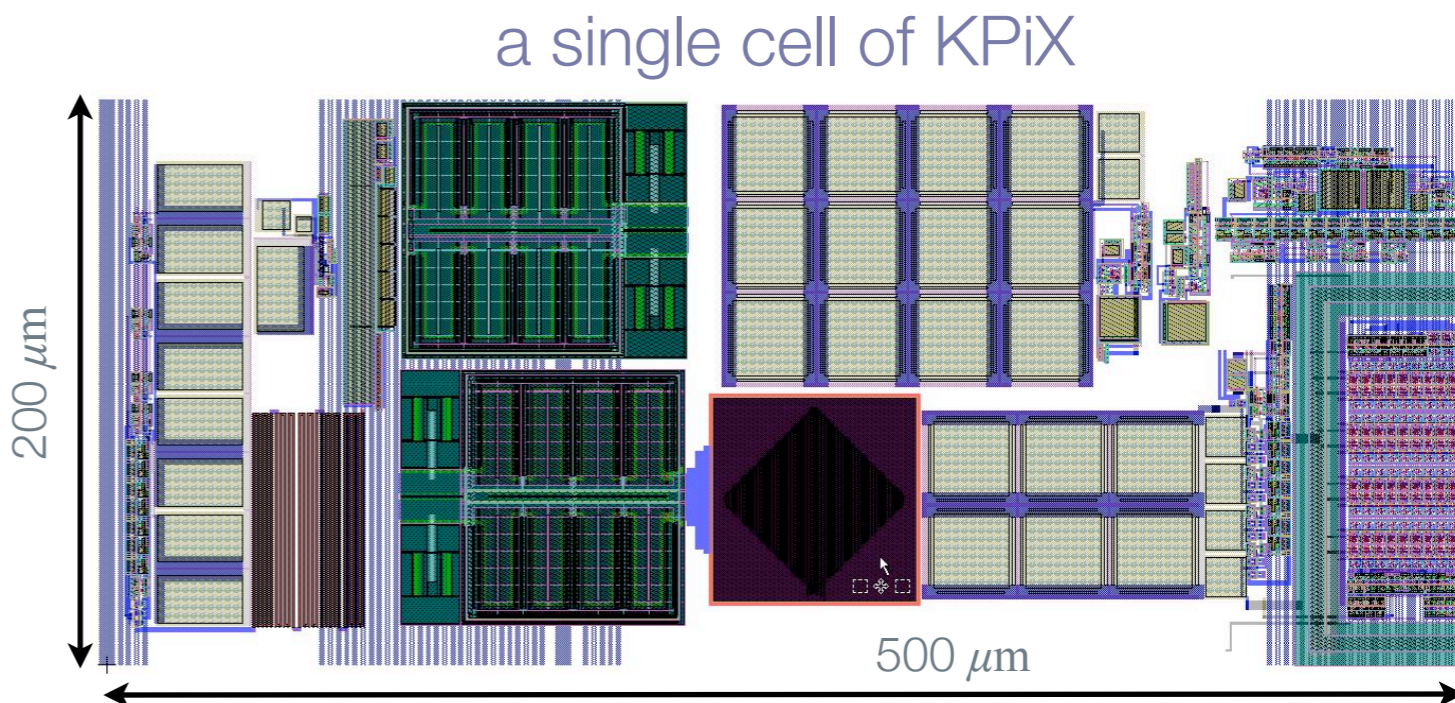 a single cell of KPiX
200 μm
500 μm